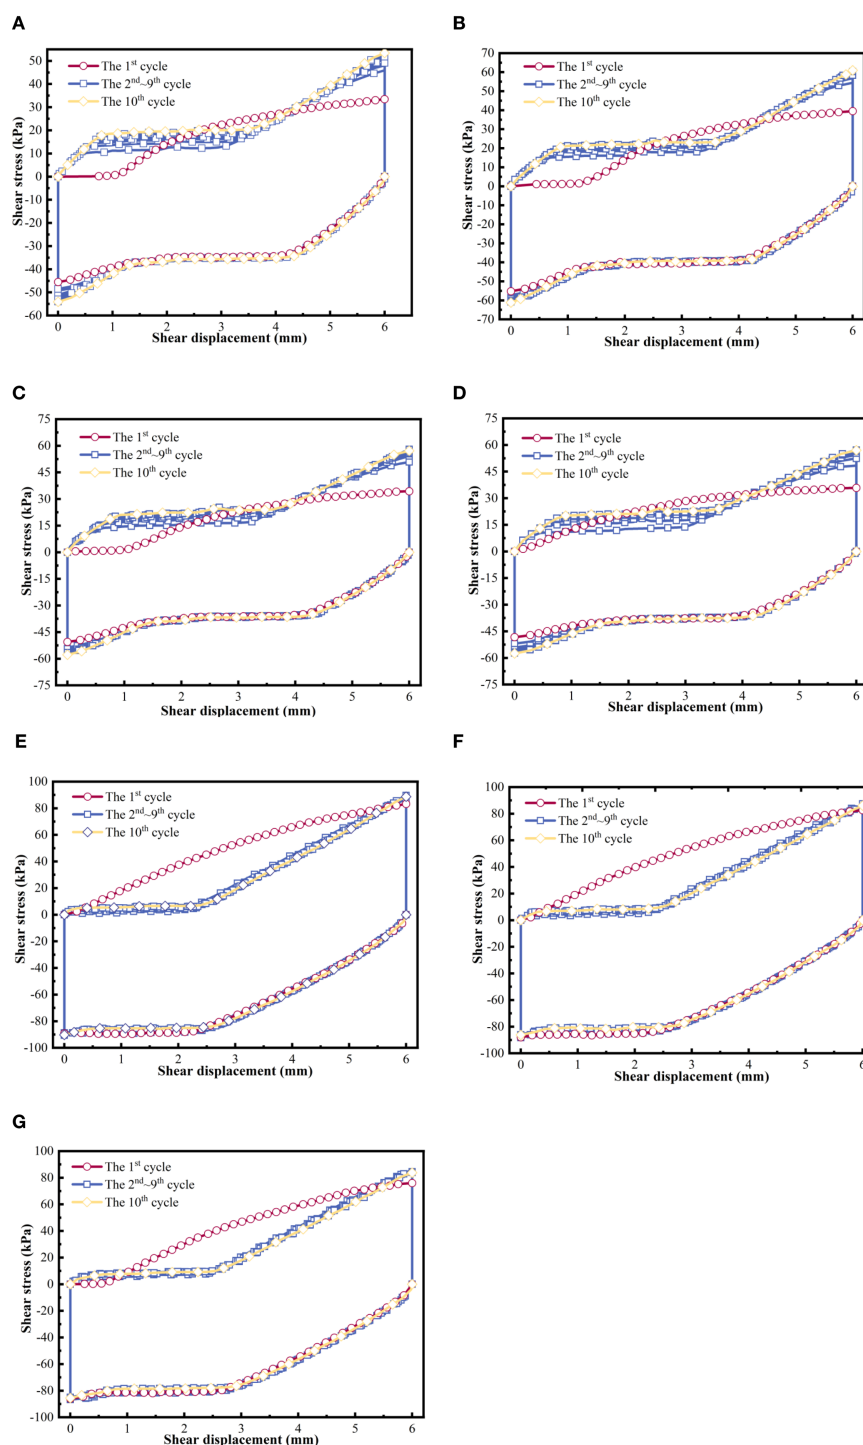 A
The 1st cycle
The 2nd~9th cycle
The 10th cycle
50
40
30
20
10
0
-10
-20
-30
-40
-50
-60
Shear stress (kPa)
0 1 2 3 4 5 6
Shear displacement (mm)
B
The 1st cycle
The 2nd~9th cycle
The 10th cycle
70
60
50
40
30
20
10
0
-10
-20
-30
-40
-50
-60
-70
Shear stress (kPa)
0 1 2 3 4 5 6
Shear displacement (mm)
C
The 1st cycle
The 2nd~9th cycle
The 10th cycle
75
60
45
30
15
0
-15
-30
-45
-60
-75
Shear stress (kPa)
0 1 2 3 4 5 6
Shear displacement (mm)
D
The 1st cycle
The 2nd~9th cycle
The 10th cycle
75
60
45
30
15
0
-15
-30
-45
-60
-75
Shear stress (kPa)
0 1 2 3 4 5 6
Shear displacement (mm)
E
The 1st cycle
The 2nd~9th cycle
The 10th cycle
100
80
60
40
20
0
-20
-40
-60
-80
-100
Shear stress (kPa)
0 1 2 3 4 5 6
Shear displacement (mm)
F
The 1st cycle
The 2nd~9th cycle
The 10th cycle
100
80
60
40
20
0
-20
-40
-60
-80
-100
Shear stress (kPa)
0 1 2 3 4 5 6
Shear displacement (mm)
G
The 1st cycle
The 2nd~9th cycle
The 10th cycle
100
80
60
40
20
0
-20
-40
-60
-80
-100
Shear stress (kPa)
0 1 2 3 4 5 6
Shear displacement (mm)